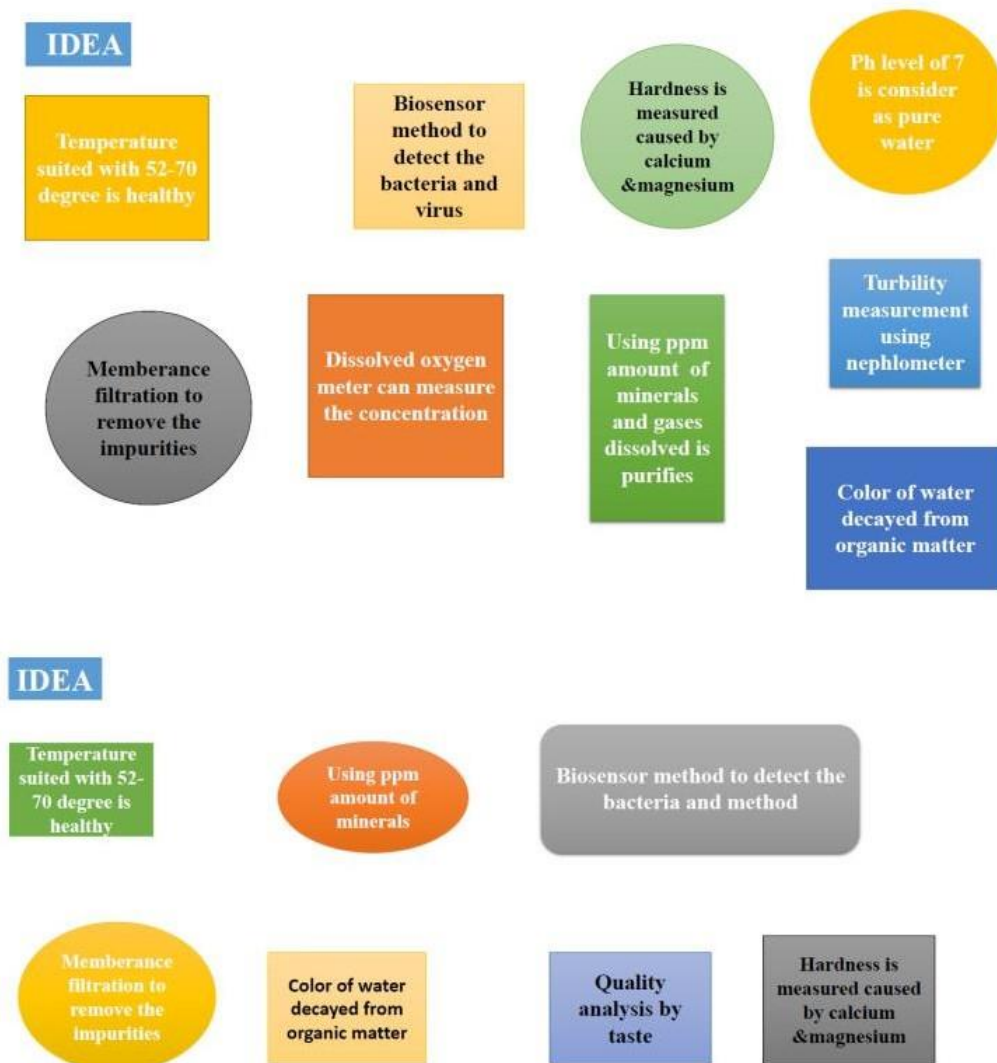 IDEA
Temperature
suited with 52-70
degree is healthy
Biosensor
method to
detect the
bacteria and
virus
Hardness is
measured
caused by
calcium
&magnesium
Ph level of 7
is consider
as pure
water
Memberance
filtration to
remove the
impurities
Dissolved oxygen
meter can measure
the concentration
Using ppm
amount of
minerals
and gases
dissolved is
purifies
Turbility
measurement
using
nephlometer
Color of water
decayed from
organic matter
IDEA
Temperature
suited with 52-
70 degree is
healthy
Using ppm
amount of
minerals
Biosensor method to detect the
bacteria and method
Memberance
filtration to
remove the
impurities
Color of water
decayed from
organic matter
Quality
analysis by
taste
Hardness is
measured caused
by calcium
&magnesium